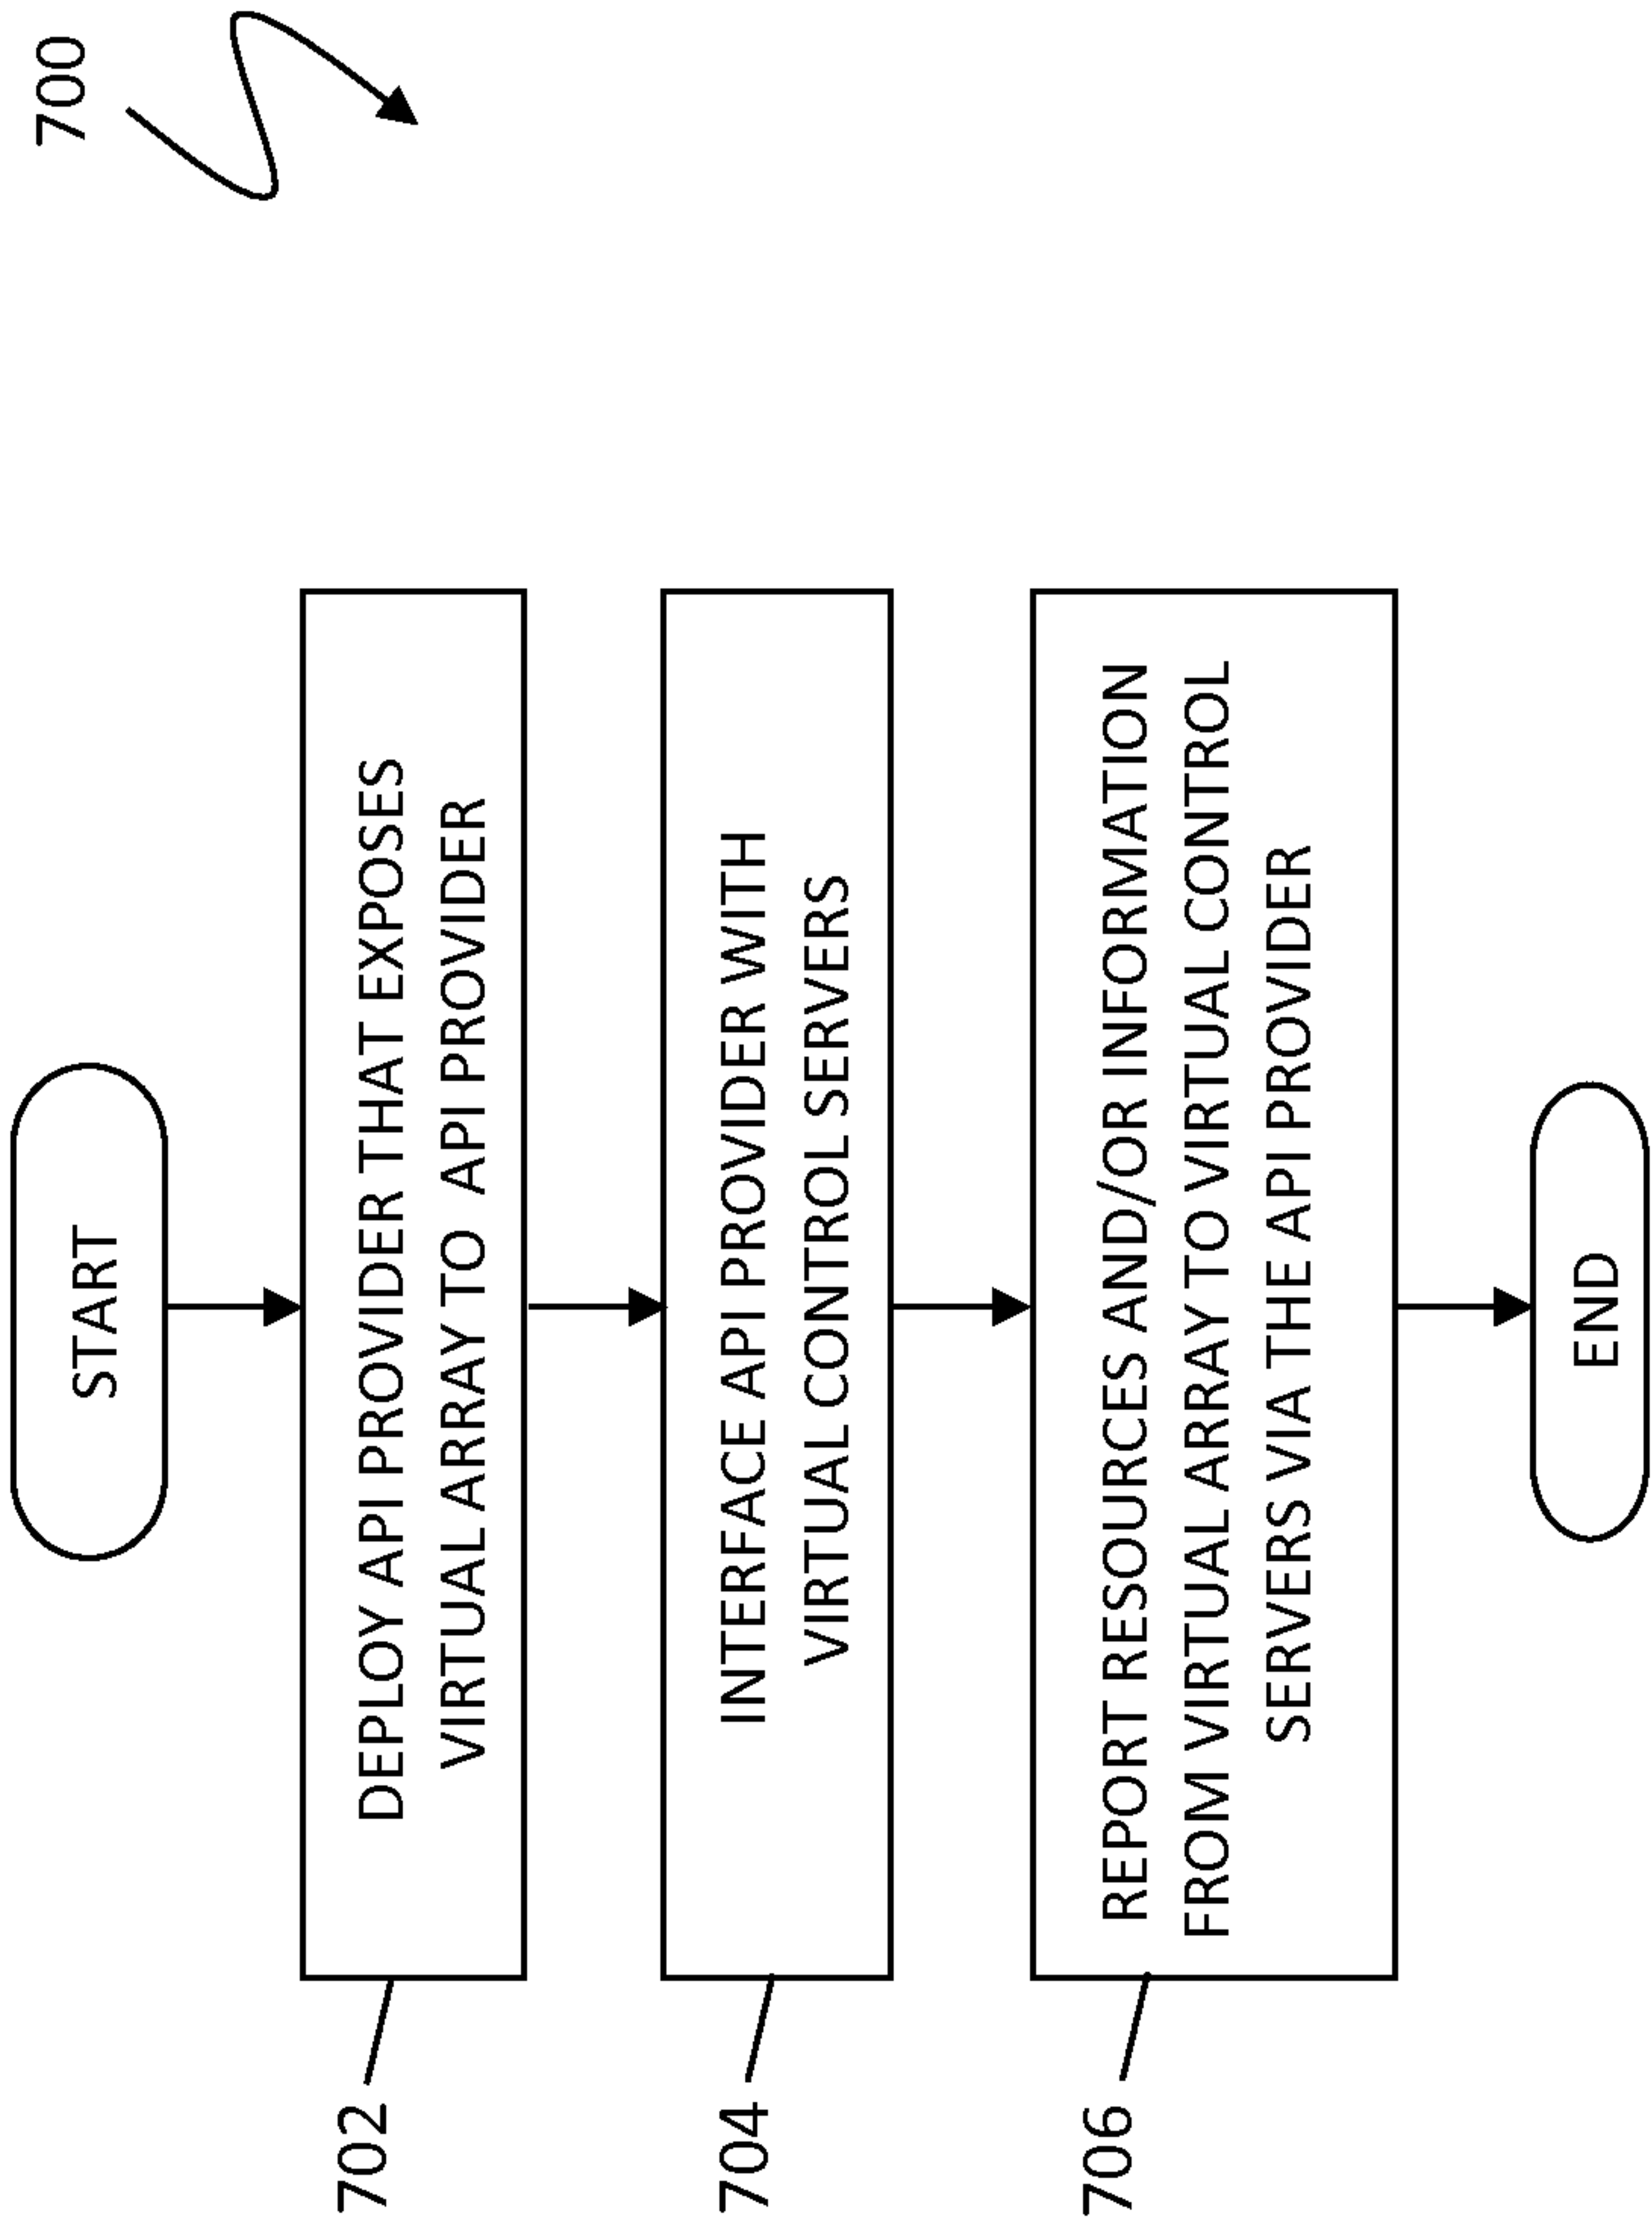 700
START
702
DEPLOY API PROVIDER THAT EXPOSES
VIRTUAL ARRAY TO API PROVIDER
704
INTERFACE API PROVIDER WITH
VIRTUAL CONTROL SERVERS
706
REPORT RESOURCES AND/OR INFORMATION
FROM VIRTUAL ARRAY TO VIRTUAL CONTROL
SERVERS VIA THE API PROVIDER
END